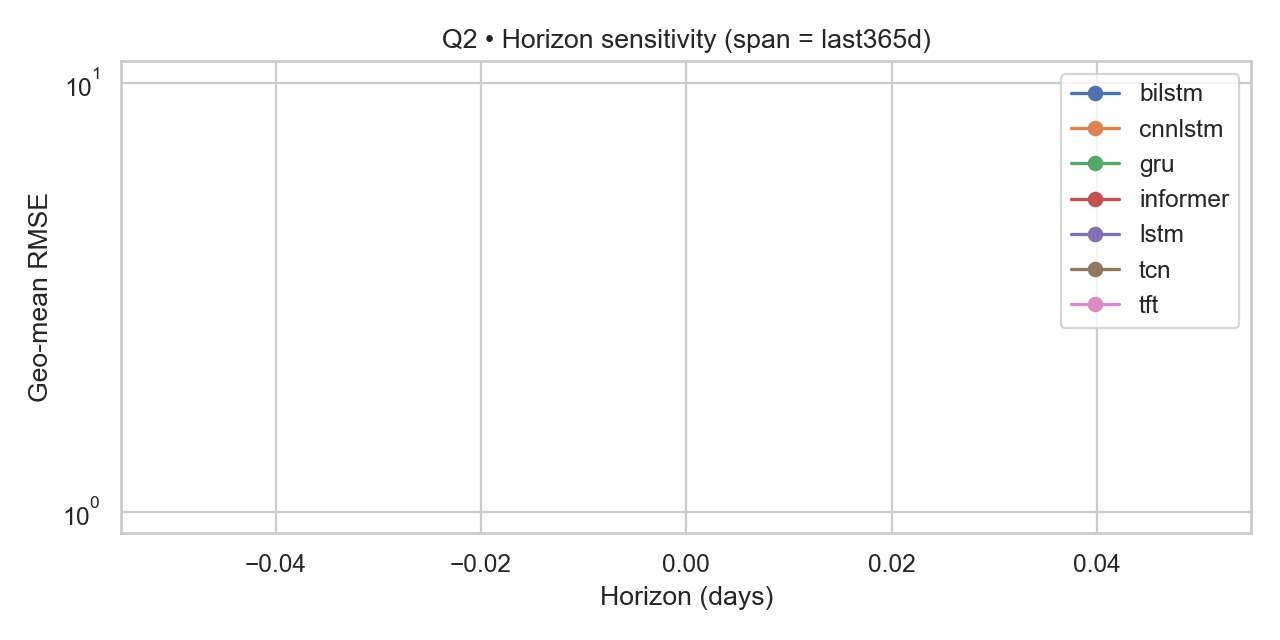 Q2 • Horizon sensitivity (span = last365d)
10¹
10⁰
Geo-mean RMSE
bilstm
cnnlstm
gru
informer
lstm
tcn
tft
−0.04 −0.02 0.00 0.02 0.04
Horizon (days)